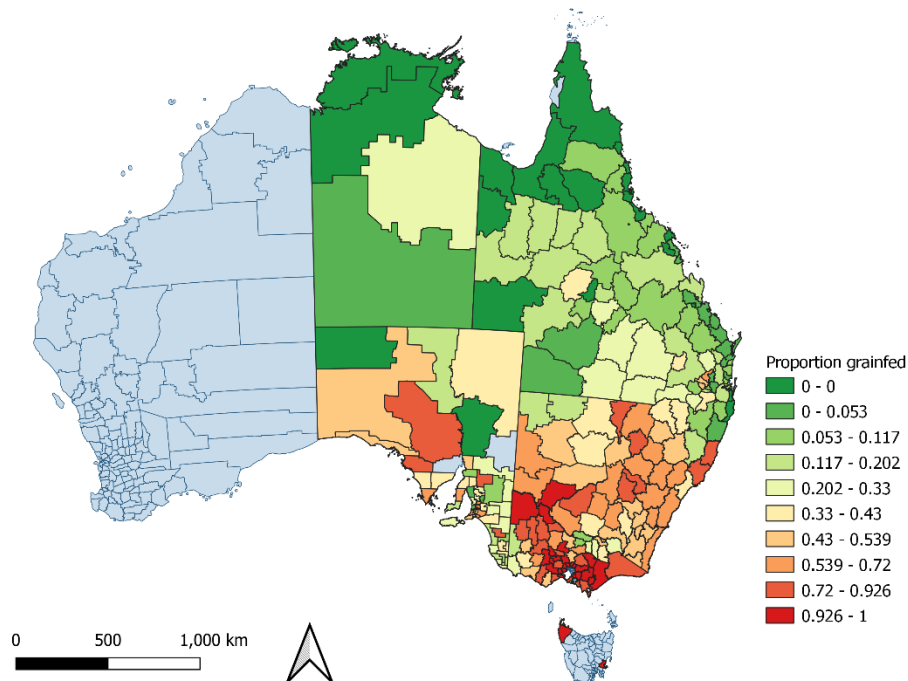 Proportion grainfed
0 - 0
0 - 0.053
0.053 - 0.117
0.117 - 0.202
0.202 - 0.33
0.33 - 0.43
0.43 - 0.539
0.539 - 0.72
0.72 - 0.926
0.926 - 1
0 500 1,000 km